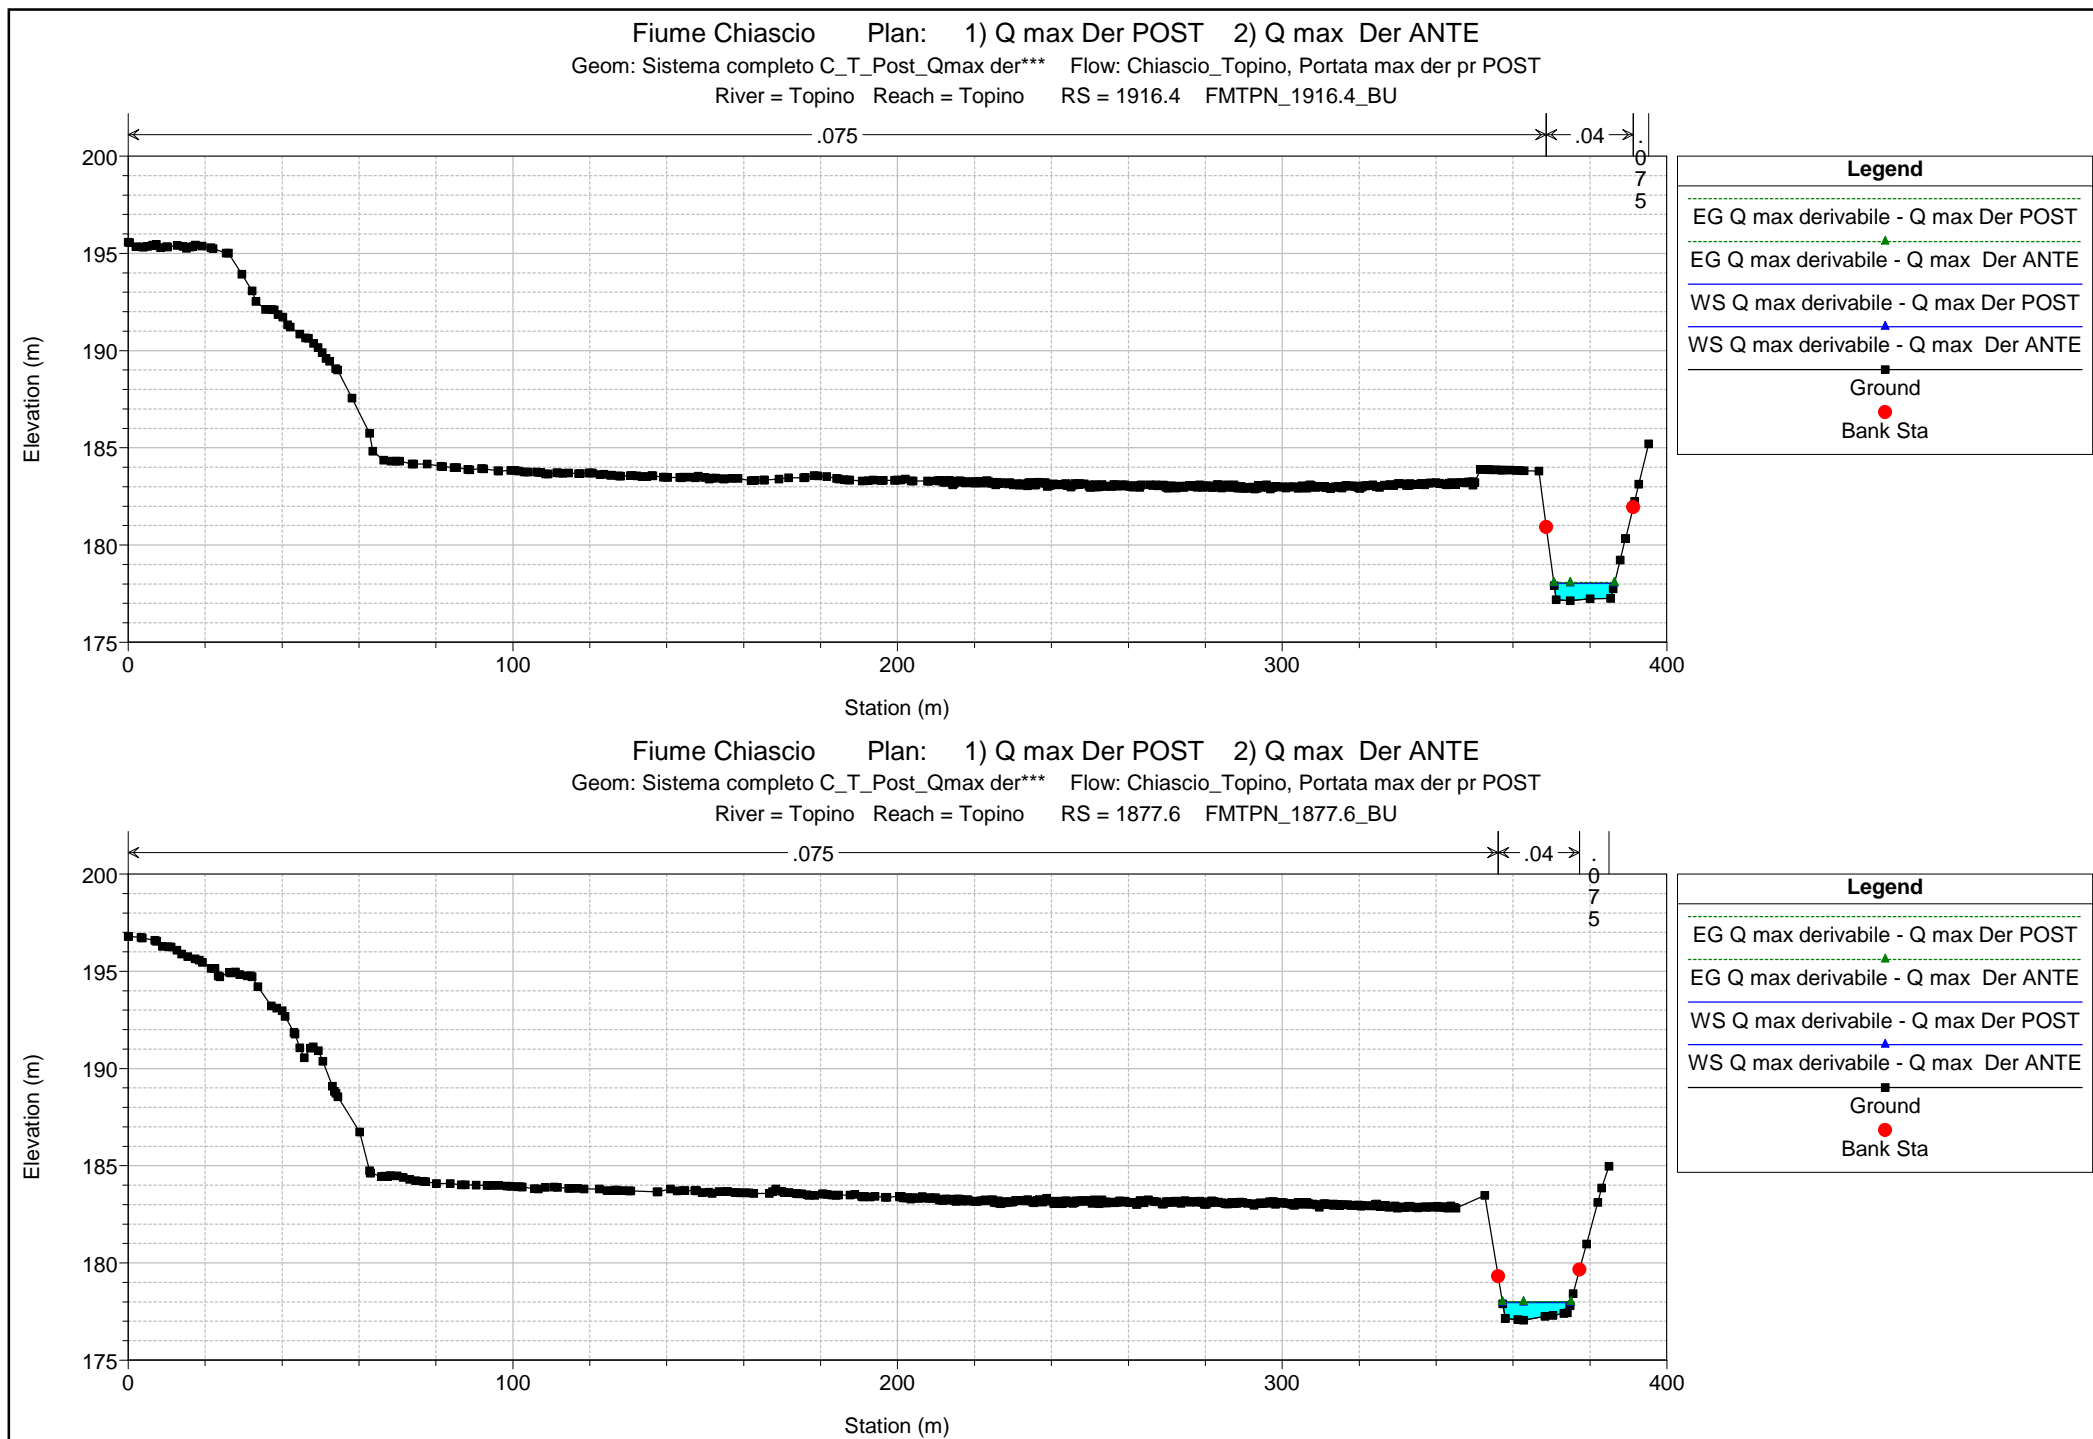 Fiume Chiascio Plan: 1) Q max Der POST 2) Q max Der ANTE
Geom: Sistema completo C_T_Post_Qmax der*** Flow: Chiascio_Topino, Portata max der pr POST
River = Topino Reach = Topino RS = 1916.4 FMTPN_1916.4_BU
.075
.04
.075
200
195
190
185
180
175
Elevation (m)
0
100
200
300
400
Station (m)
Legend
EG Q max derivabile - Q max Der POST
EG Q max derivabile - Q max Der ANTE
WS Q max derivabile - Q max Der POST
WS Q max derivabile - Q max Der ANTE
Ground
Bank Sta
Fiume Chiascio Plan: 1) Q max Der POST 2) Q max Der ANTE
Geom: Sistema completo C_T_Post_Qmax der*** Flow: Chiascio_Topino, Portata max der pr POST
River = Topino Reach = Topino RS = 1877.6 FMTPN_1877.6_BU
.075
.04
.075
200
195
190
185
180
175
Elevation (m)
0
100
200
300
400
Station (m)
Legend
EG Q max derivabile - Q max Der POST
EG Q max derivabile - Q max Der ANTE
WS Q max derivabile - Q max Der POST
WS Q max derivabile - Q max Der ANTE
Ground
Bank Sta